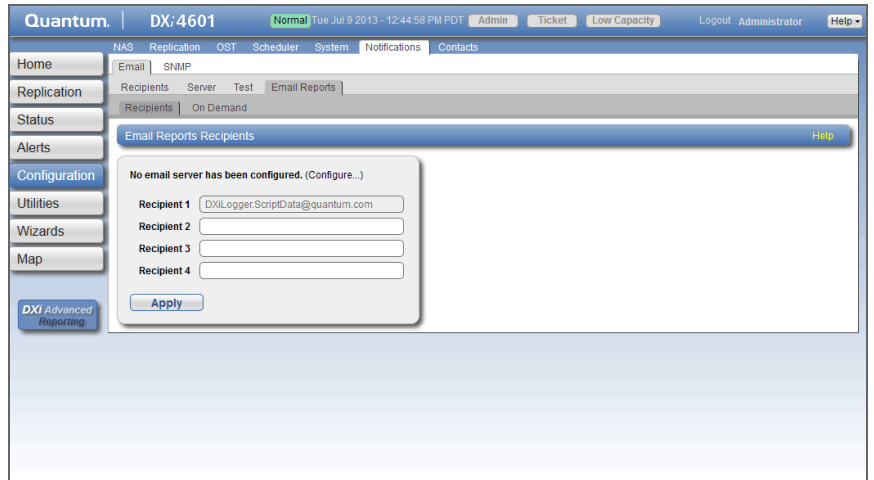 Quantum. DXi4601 Normal Tue Jul 9 2013 - 12:44:58 PM PDT Admin Ticket Low Capacity Logout Administrator Help
NAS Replication OST Scheduler System Notifications Contacts
Home
Replication
Status
Alerts
Configuration
Utilities
Wizards
Map
DXi Advanced
Reporting
Email SNMP
Recipients Server Test Email Reports
Recipients On Demand
Email Reports Recipients Help
No email server has been configured. (Configure...)
Recipient 1 DXiLogger.ScriptData@quantum.com
Recipient 2
Recipient 3
Recipient 4
Apply